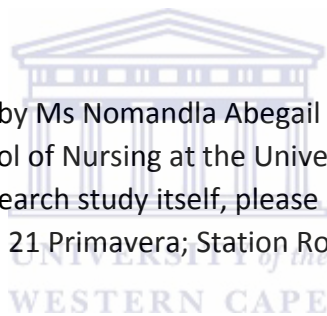 by Ms Nomandla Abegail
ol of Nursing at the Unive
earch study itself, please
21 Primavera; Station Ro
UNIVERSITY of the
WESTERN CAPE